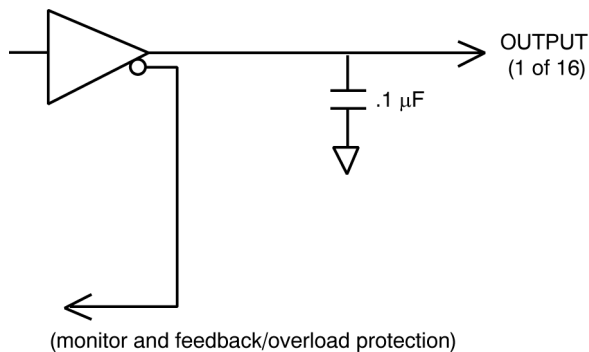 OUTPUT
(1 of 16)
.1 μF
(monitor and feedback/overload protection)